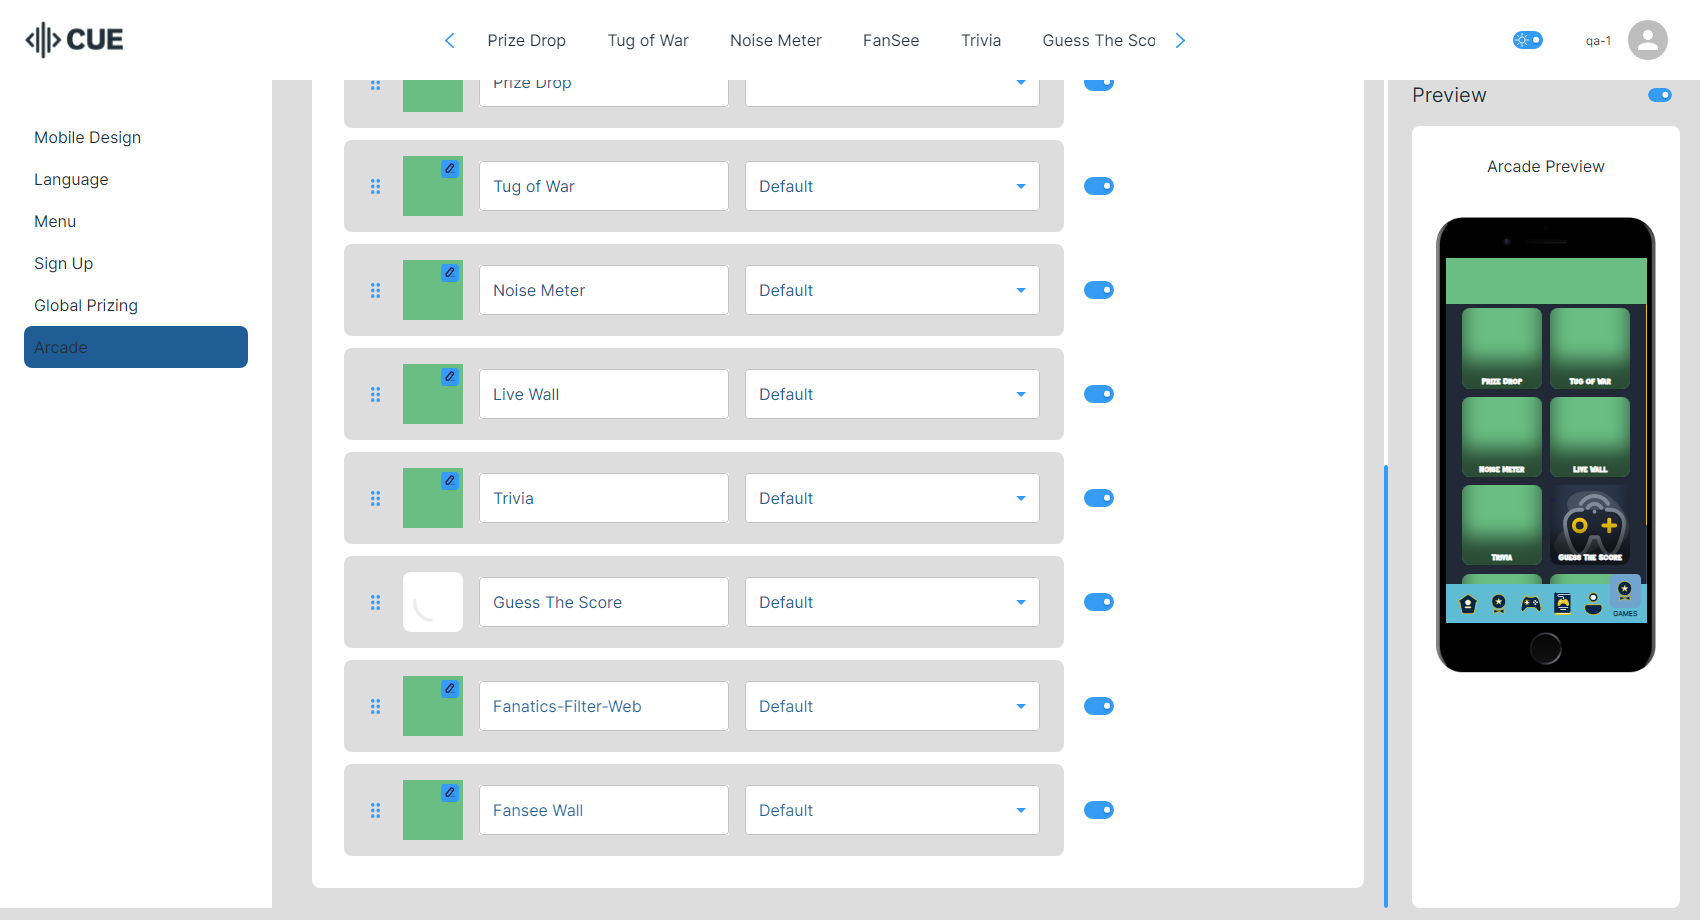 CUE
Prize Drop
Tug of War
Noise Meter
FanSee
Trivia
Guess The Sco
qa-1
Mobile Design
Language
Menu
Sign Up
Global Prizing
Arcade
Prize Drop
Tug of War
Default
Noise Meter
Default
Live Wall
Default
Trivia
Default
Guess The Score
Default
Fanatics-Filter-Web
Default
Fansee Wall
Default
Preview
Arcade Preview
Prize Drop
Tug of War
Noise Meter
Live Wall
Trivia
Guess The Score
GAMES